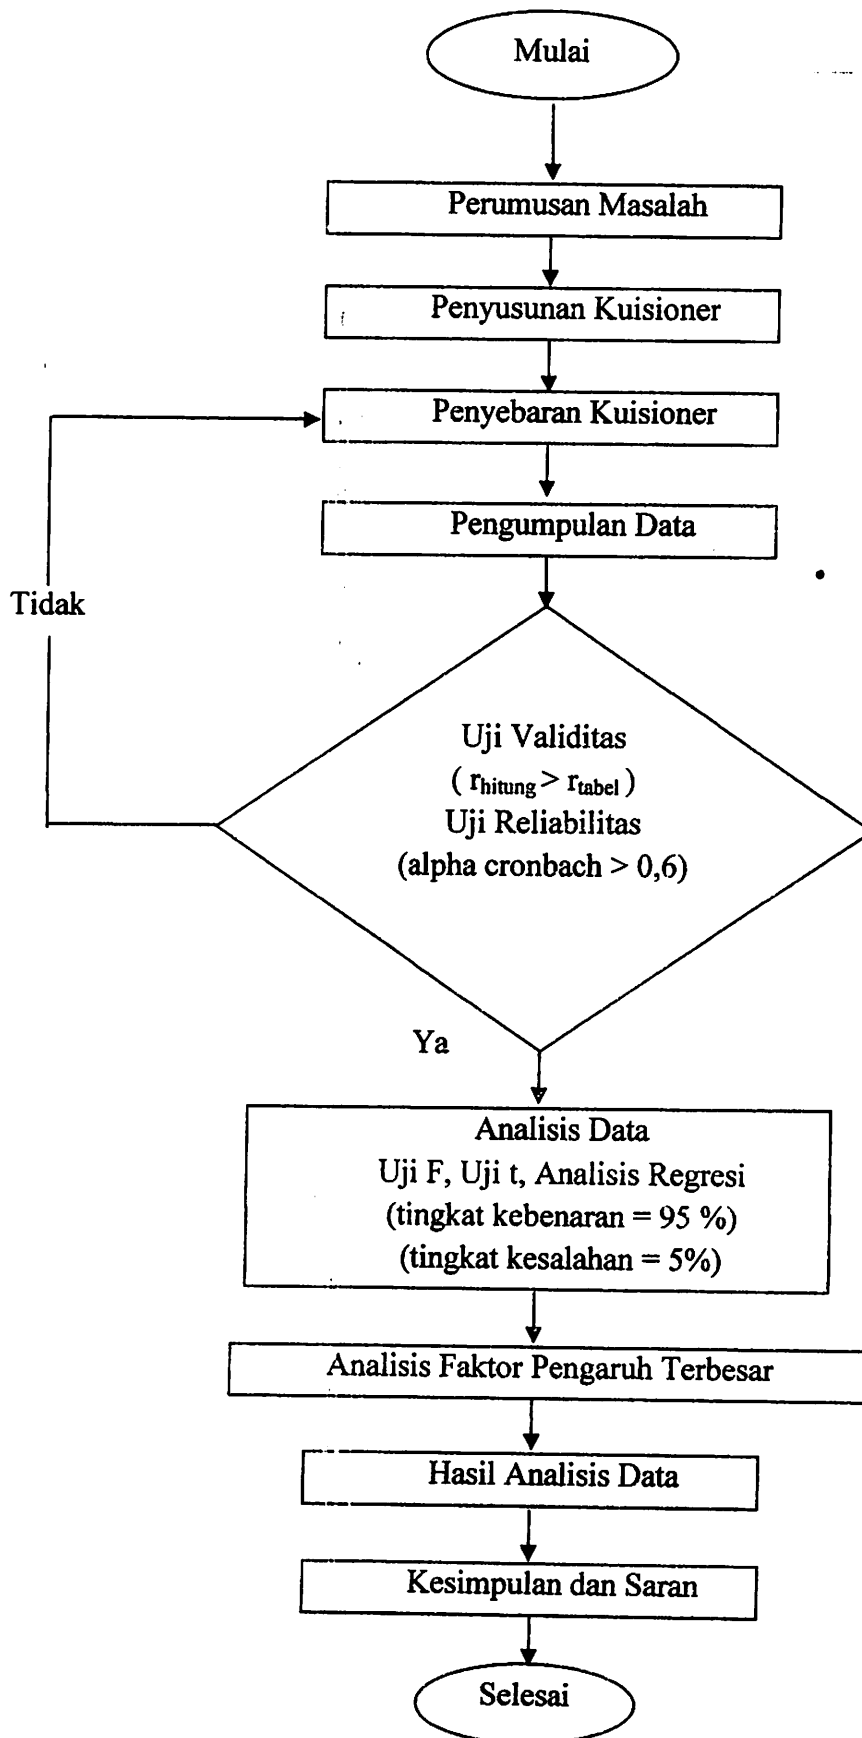 Mulai
Perumusan Masalah
Penyusunan Kuisioner
Penyebaran Kuisioner
Pengumpulan Data
Tidak
Uji Validitas
( r_hitung > r_tabel )
Uji Reliabilitas
(alpha cronbach > 0,6)
Ya
Analisis Data
Uji F, Uji t, Analisis Regresi
(tingkat kebenaran = 95 %)
(tingkat kesalahan = 5%)
Analisis Faktor Pengaruh Terbesar
Hasil Analisis Data
Kesimpulan dan Saran
Selesai